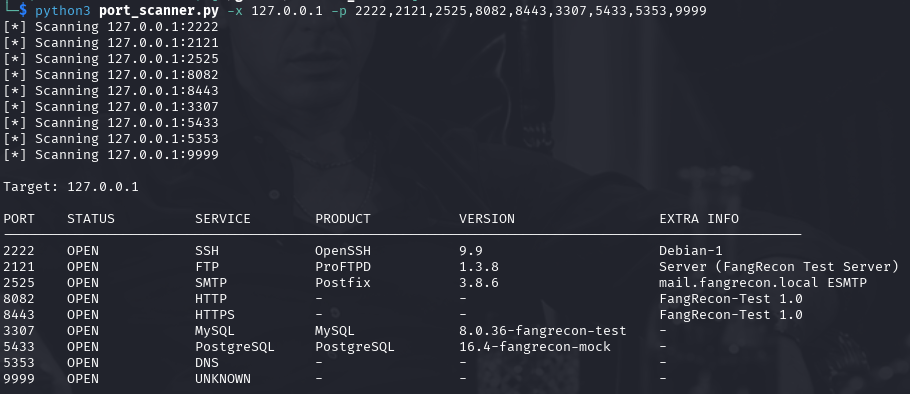 └─$ python3 port_scanner.py -x 127.0.0.1 -p 2222,2121,2525,8082,8443,3307,5433,5353,9999
[*] Scanning 127.0.0.1:2222
[*] Scanning 127.0.0.1:2121
[*] Scanning 127.0.0.1:2525
[*] Scanning 127.0.0.1:8082
[*] Scanning 127.0.0.1:8443
[*] Scanning 127.0.0.1:3307
[*] Scanning 127.0.0.1:5433
[*] Scanning 127.0.0.1:5353
[*] Scanning 127.0.0.1:9999
Target: 127.0.0.1
PORT STATUS SERVICE PRODUCT VERSION EXTRA INFO
2222 OPEN SSH OpenSSH 9.9 Debian-1
2121 OPEN FTP ProFTPD 1.3.8 Server (FangRecon Test Server)
2525 OPEN SMTP Postfix 3.8.6 mail.fangrecon.local ESMTP
8082 OPEN HTTP - - FangRecon-Test 1.0
8443 OPEN HTTPS - - FangRecon-Test 1.0
3307 OPEN MySQL MySQL 8.0.36-fangrecon-test -
5433 OPEN PostgreSQL PostgreSQL 16.4-fangrecon-mock -
5353 OPEN DNS - - -
9999 OPEN UNKNOWN - - -